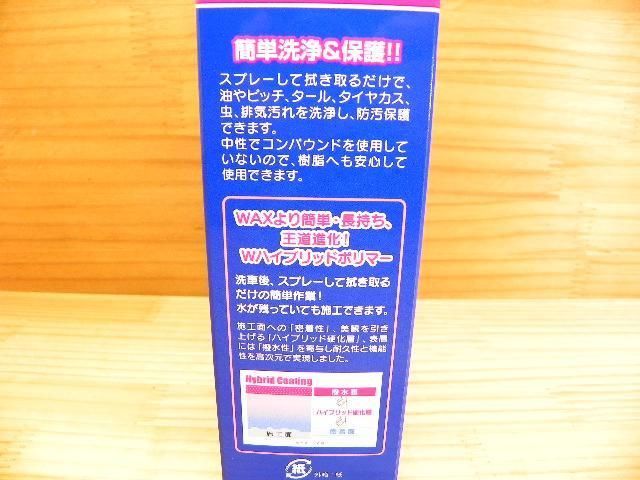 簡単洗浄&保護!!
スプレーして拭き取るだけで、
油やピッチ、タール、タイヤカス、
虫、排気汚れを洗浄し、防汚保護
できます。
中性でコンパウンドを使用して
いないので、樹脂へも安心して
使用できます。
WAXより簡単・長持ち、
王道進化!
Wハイブリッドポリマー
洗車後、スプレーして拭き取る
だけの簡単作業!
水が残っていても施工できます。
施工面への「密着性」、美観を引き
上げる「ハイブリッド硬化層」、表層
には「撥水性」を寄与し耐久性と機能
性を高次元で実現しました。
Hybrid Coating
撥水面
ハイブリッド硬化層
密着面
施工面
紙